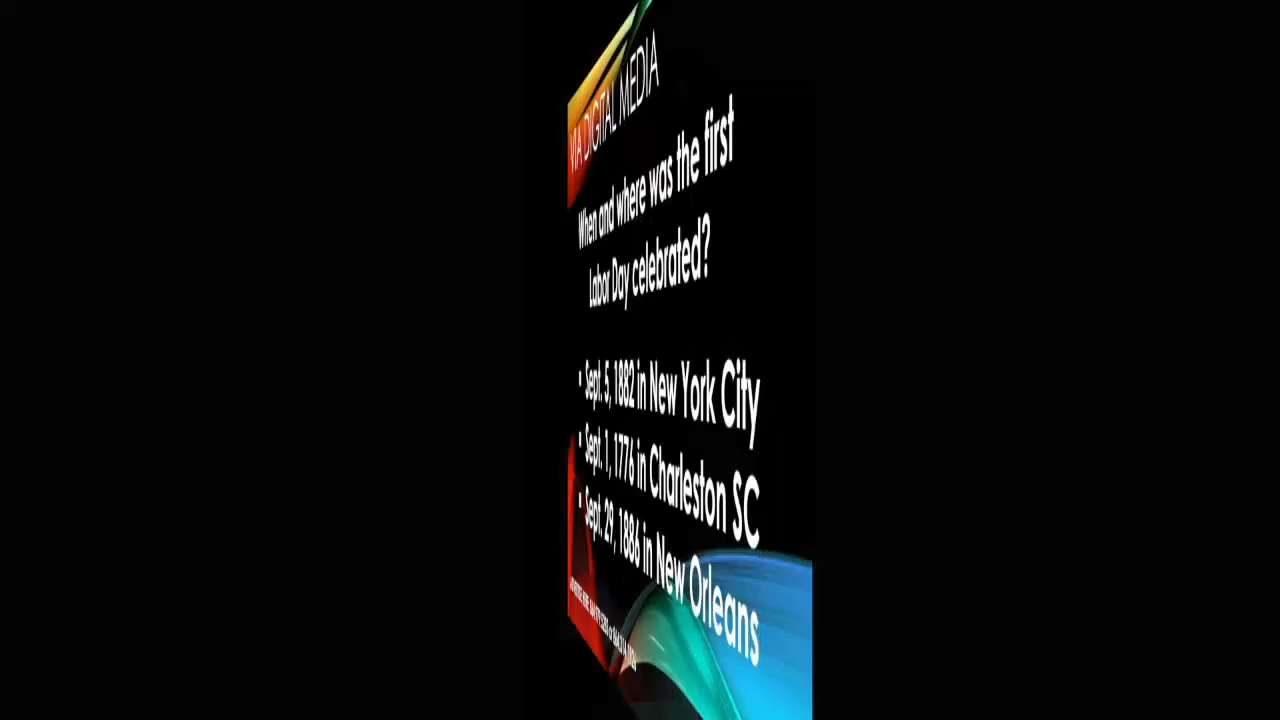 VIA DIGITAL MEDIA
When and where was the first
Labor Day celebrated?
• Sept. 5, 1882 in New York City
• Sept. 1, 1776 in Charleston SC
• Sept. 29, 1886 in New Orleans